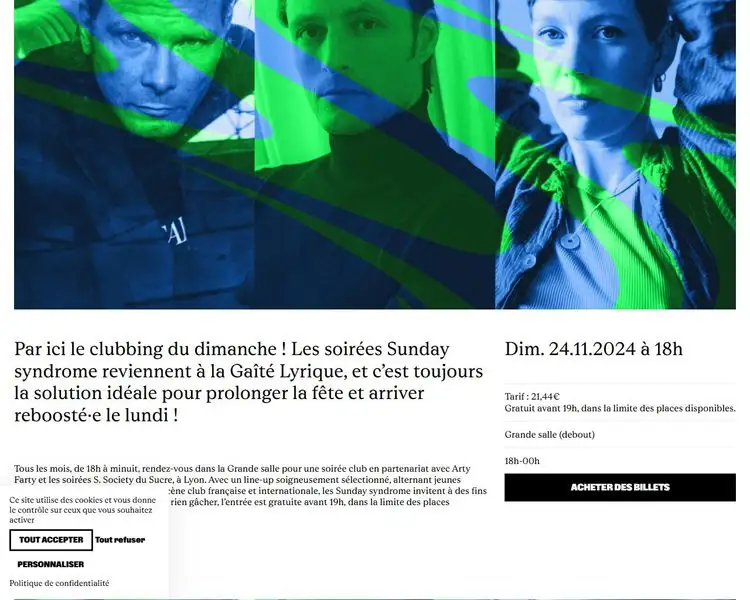 Par ici le clubbing du dimanche ! Les soirées Sunday
syndrome reviennent à la Gaîté Lyrique, et c’est toujours
la solution idéale pour prolonger la fête et arriver
reboosté·e le lundi !
Tous les mois, de 18h à minuit, rendez-vous dans la Grande salle pour une soirée club en partenariat avec Arty
Farty et les soirées S. Society du Sucre, à Lyon. Avec un line-up soigneusement sélectionné, alternant jeunes
cène club française et internationale, les Sunday syndrome invitent à des fins
rien gâcher, l’entrée est gratuite avant 19h, dans la limite des places
Dim. 24.11.2024 à 18h
Tarif : 21,44€
Gratuit avant 19h, dans la limite des places disponibles.
Grande salle (debout)
18h-00h
ACHETER DES BILLETS
Ce site utilise des cookies et vous donne
le contrôle sur ceux que vous souhaitez
activer
TOUT ACCEPTER Tout refuser
PERSONNALISER
Politique de confidentialité